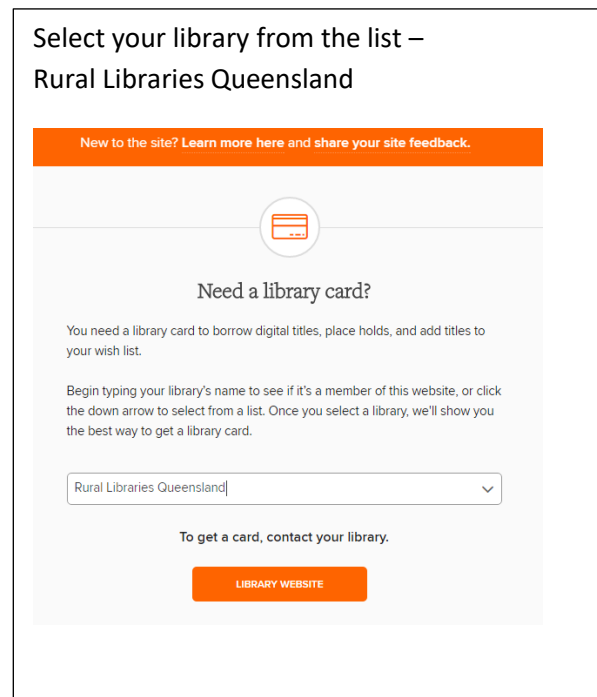 Select your library from the list –
Rural Libraries Queensland
New to the site? Learn more here and share your site feedback.
Need a library card?
You need a library card to borrow digital titles, place holds, and add titles to
your wish list.
Begin typing your library's name to see if it's a member of this website, or click
the down arrow to select from a list. Once you select a library, we'll show you
the best way to get a library card.
Rural Libraries Queensland
To get a card, contact your library.
LIBRARY WEBSITE